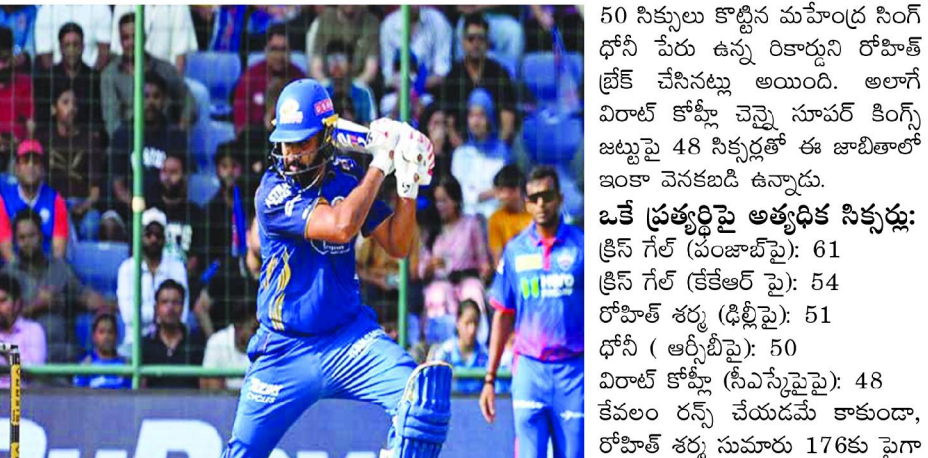 50 సిక్సులు కొట్టిన మహేంద్ర సింగ్
ధోనీ పేరు ఉన్న రికార్డుని రోహిత్
బ్రేక్ చేసినట్లు అయింది. అలాగే
విరాట్ కోహ్లీ చెన్నై సూపర్ కింగ్స్
జట్టుపై 48 సిక్సర్లతో ఈ జాబితాలో
ఇంకా వెనకబడి ఉన్నాడు.
ఒకే ప్రత్యర్థిపై అత్యధిక సిక్సర్లు:
క్రిస్ గేల్ (పంజాబ్‌పై): 61
క్రిస్ గేల్ (కేకేఆర్ పై): 54
రోహిత్ శర్మ (ఢిల్లీపై): 51
ధోనీ ( ఆర్సీబీపై): 50
విరాట్ కోహ్లీ (సీఎస్కేపైపై): 48
కేవలం రన్స్ చేయడమే కాకుండా,
రోహిత్ శర్మ సుమారు 176కు పైగా